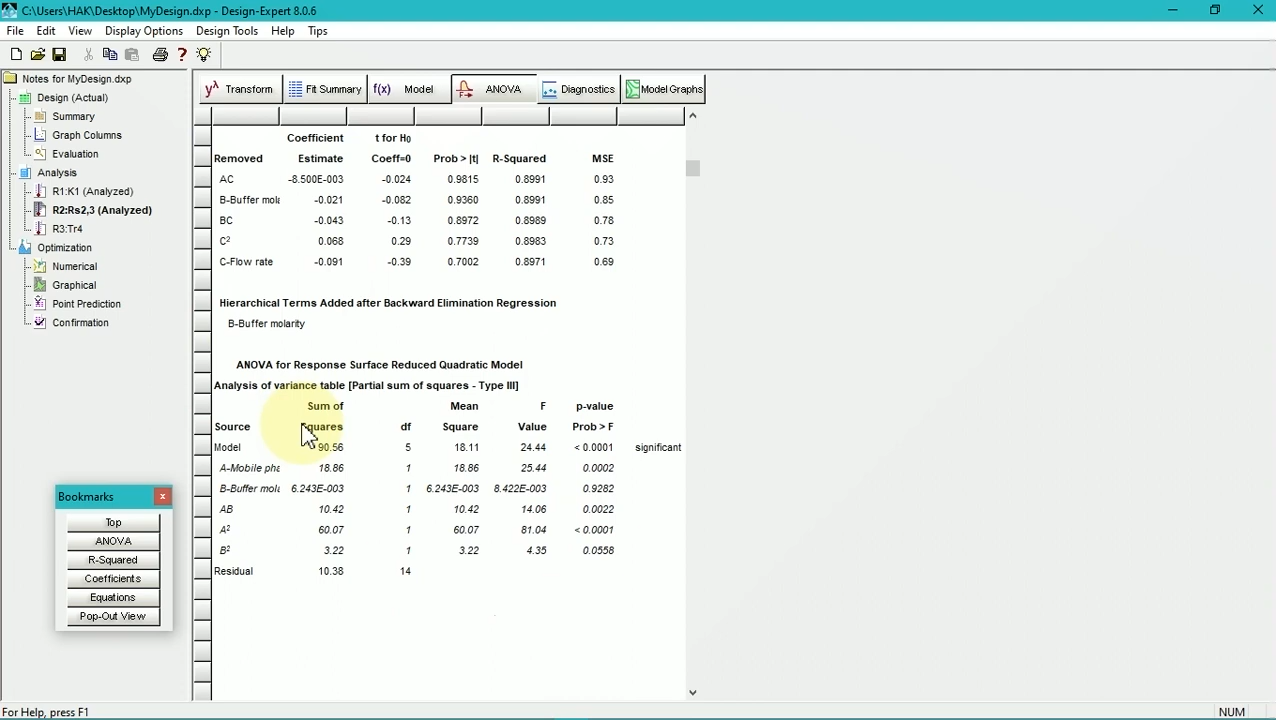 C:\Users\HAK\Desktop\MyDesign.dxp - Design-Expert 8.0.6
File Edit View Display Options Design Tools Help Tips
Notes for MyDesign.dxp
Design (Actual)
Summary
Graph Columns
Evaluation
Analysis
R1:K1 (Analyzed)
R2:Rs2,3 (Analyzed)
R3:Tr4
Optimization
Numerical
Graphical
Point Prediction
Confirmation
Bookmarks
Top
ANOVA
R-Squared
Coefficients
Equations
Pop-Out View
yλ Transform Fit Summary f(x) Model ANOVA Diagnostics Model Graphs
Coefficient t for H0
Removed Estimate Coeff=0 Prob > |t| R-Squared MSE
AC -8.500E-003 -0.024 0.9815 0.8991 0.93
B-Buffer mola -0.021 -0.082 0.9360 0.8991 0.85
BC -0.043 -0.13 0.8972 0.8989 0.78
C² 0.068 0.29 0.7739 0.8983 0.73
C-Flow rate -0.091 -0.39 0.7002 0.8971 0.69
Hierarchical Terms Added after Backward Elimination Regression
B-Buffer molarity
ANOVA for Response Surface Reduced Quadratic Model
Analysis of variance table [Partial sum of squares - Type III]
Sum of Mean F p-value
Source Squares df Square Value Prob > F
Model 90.56 5 18.11 24.44 < 0.0001 significant
A-Mobile pha 18.86 1 18.86 25.44 0.0002
B-Buffer mola 6.243E-003 1 6.243E-003 8.422E-003 0.9282
AB 10.42 1 10.42 14.06 0.0022
A² 60.07 1 60.07 81.04 < 0.0001
B² 3.22 1 3.22 4.35 0.0558
Residual 10.38 14
For Help, press F1 NUM